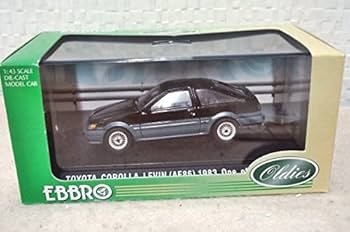 1:43 SCALE
DIE-CAST
MODEL CAR
TOYOTA COROLLA LEVIN (AE86) 1983
Oldies
EBBRO